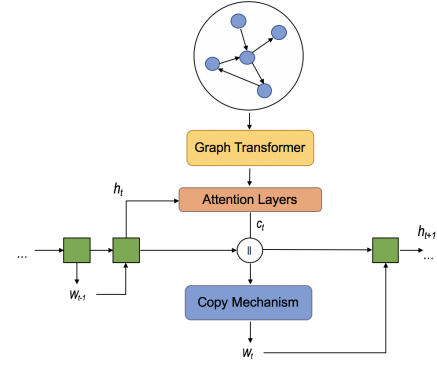 Graph Transformer
h_t
Attention Layers
c_t
h_{t+1}
...
||
...
w_{t-1}
Copy Mechanism
w_t